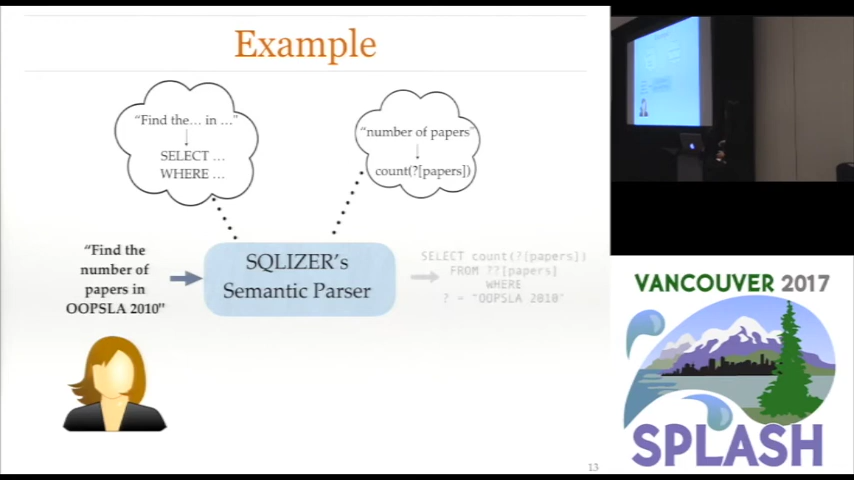 Example
"Find the... in ..."
SELECT ...
WHERE ...
"number of papers"
count(?[papers])
"Find the
number of
papers in
OOPSLA 2010"
SQLIZER's
Semantic Parser
SELECT count(?[papers])
FROM ??[papers]
WHERE
? = "OOPSLA 2010"
13
VANCOUVER 2017
SPLASH